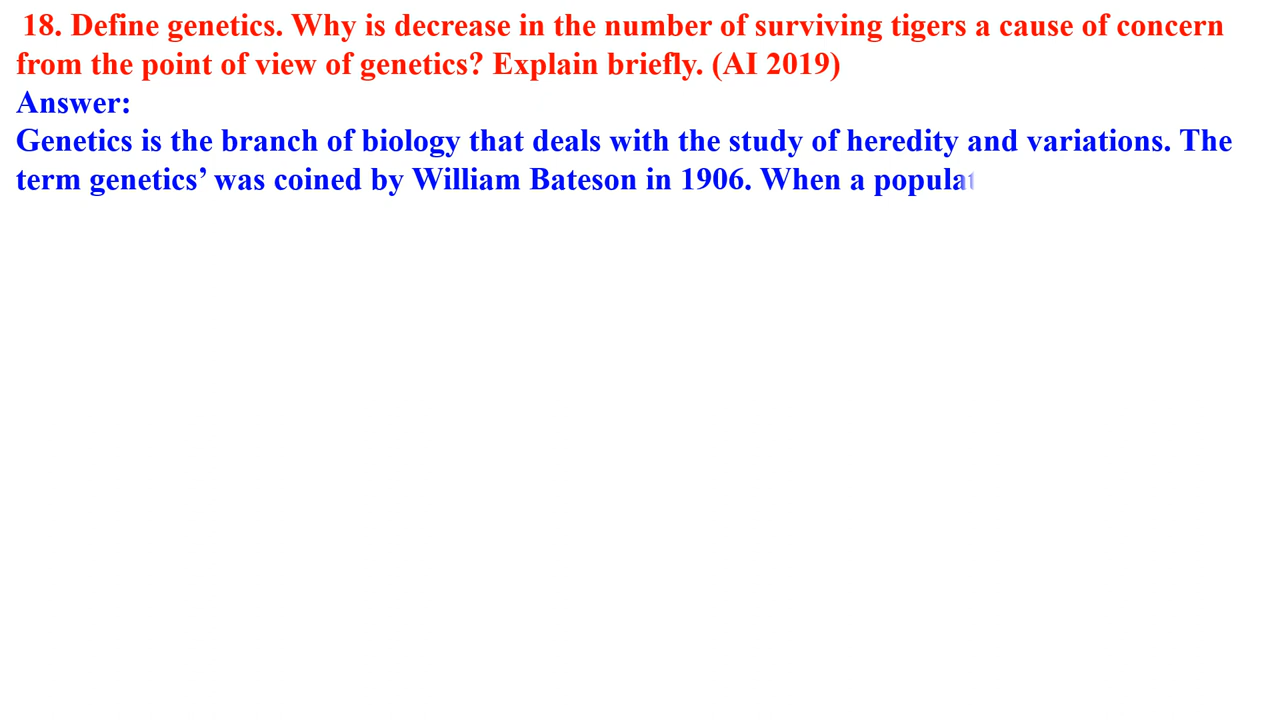 18. Define genetics. Why is decrease in the number of surviving tigers a cause of concern
from the point of view of genetics? Explain briefly. (AI 2019)
Answer:
Genetics is the branch of biology that deals with the study of heredity and variations. The
term genetics’ was coined by William Bateson in 1906. When a populat